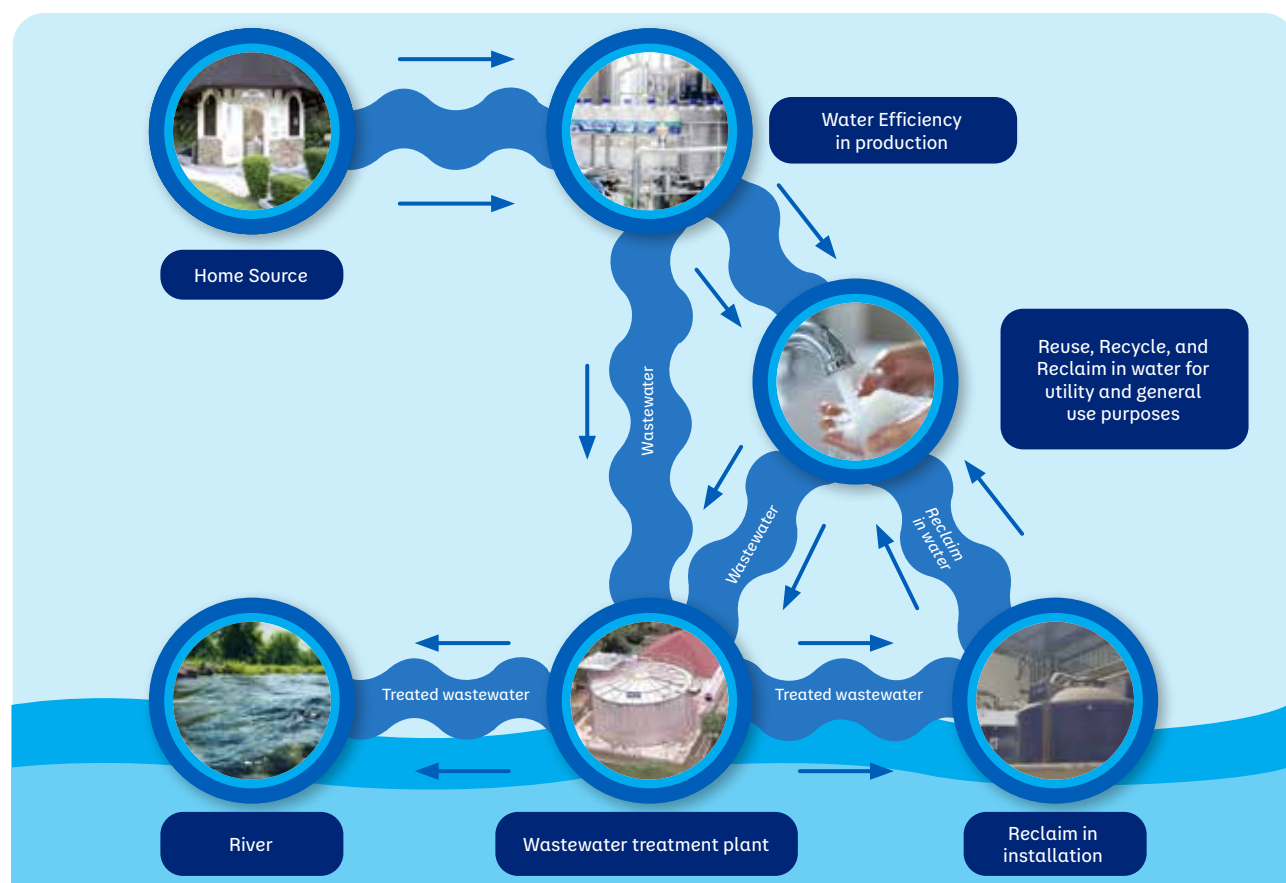 Water Efficiency
in production
Home Source
Reuse, Recycle, and
Reclaim in water for
utility and general
use purposes
Wastewater
Wastewater
Reclaim
in water
Treated wastewater
Treated wastewater
River
Wastewater treatment plant
Reclaim in
installation